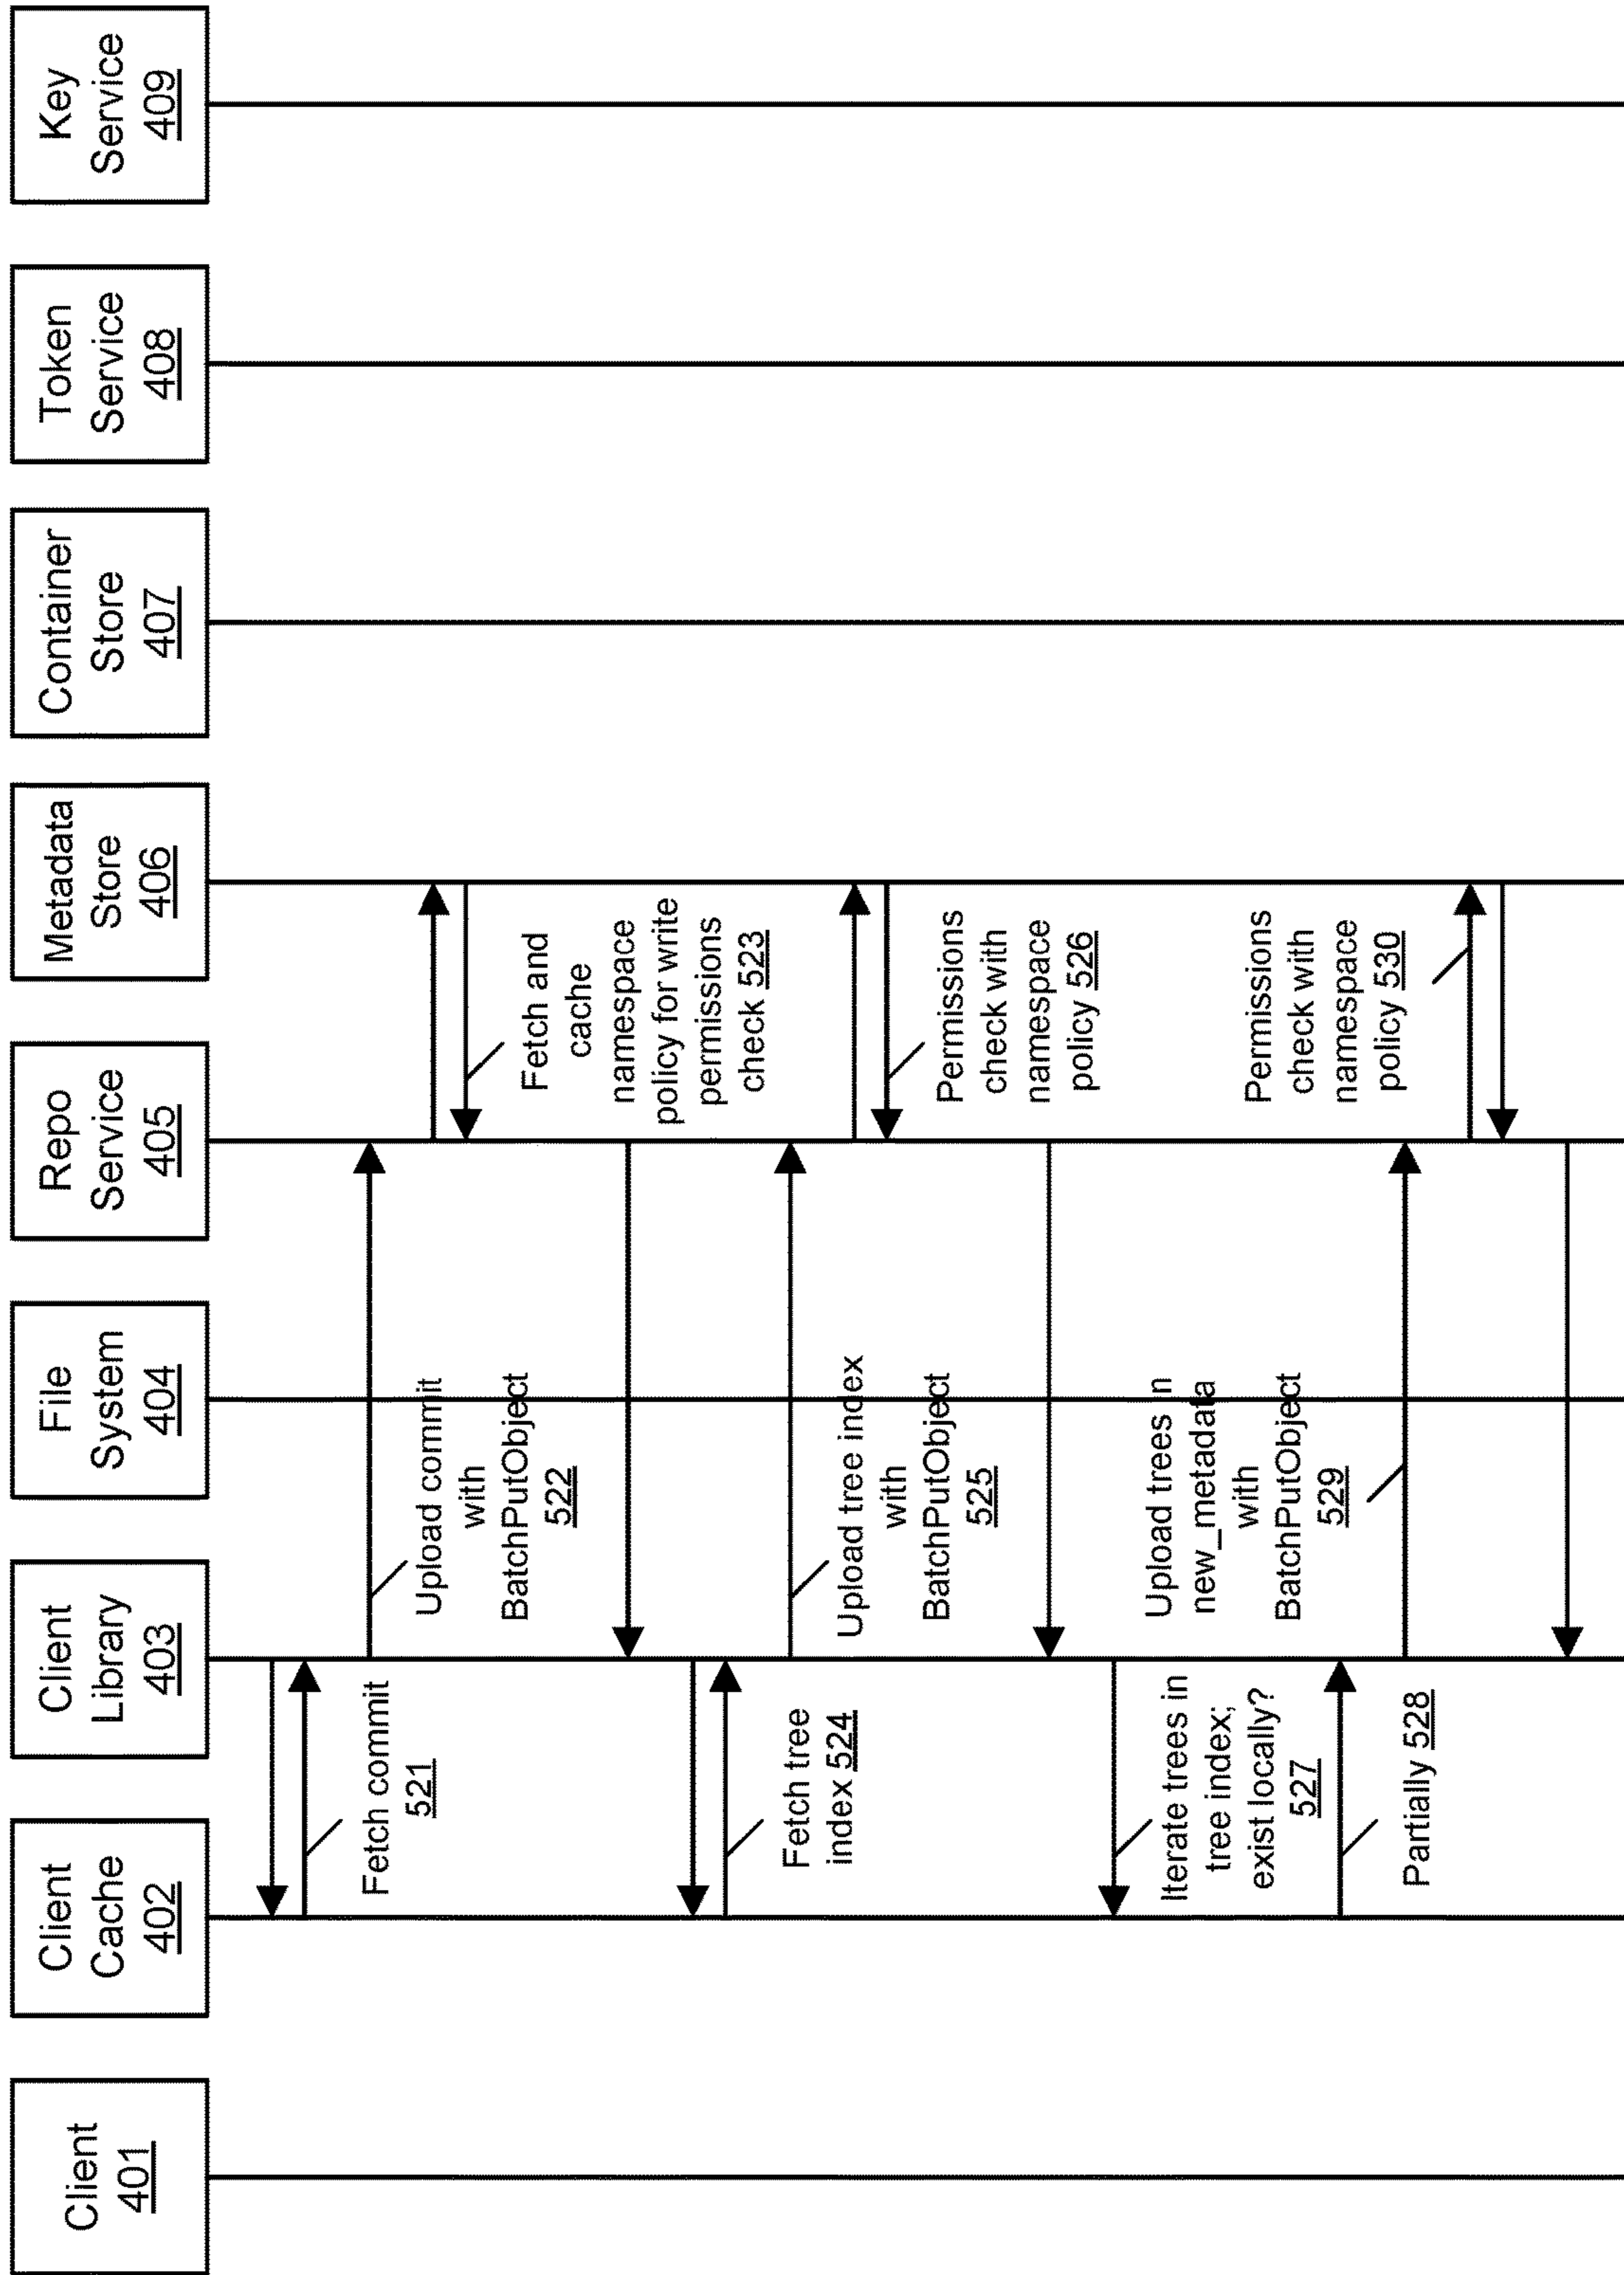 Client
401
Client
Cache
402
Client
Library
403
File
System
404
Repo
Service
405
Metadata
Store
406
Container
Store
407
Token
Service
408
Key
Service
409
Fetch commit
521
Upload commit
with
BatchPutObject
522
Fetch and
cache
namespace
policy for write
permissions
check 523
Fetch tree
index 524
Upload tree index
with
BatchPutObject
525
Permissions
check with
namespace
policy 526
Iterate trees in
tree index;
exist locally?
527
Partially 528
Upload trees n
new_metadata
with
BatchPutObject
529
Permissions
check with
namespace
policy 530